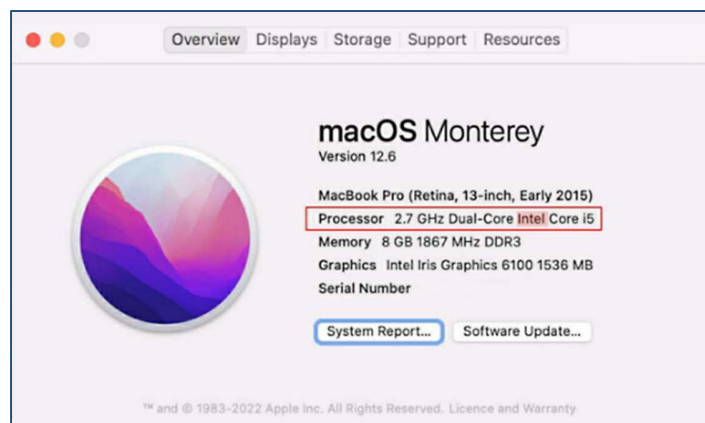 Overview Displays Storage Support Resources
macOS Monterey
Version 12.6
MacBook Pro (Retina, 13-inch, Early 2015)
Processor 2.7 GHz Dual-Core Intel Core i5
Memory 8 GB 1867 MHz DDR3
Graphics Intel Iris Graphics 6100 1536 MB
Serial Number
System Report... Software Update...
™ and © 1983-2022 Apple Inc. All Rights Reserved. Licence and Warranty